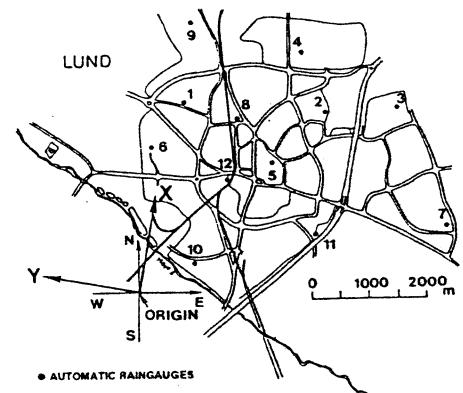 9
4
LUND
1
8
2
3
6
12
5
X
7
N
10
11
Y
W
E
ORIGIN
0 1000 2000 m
S
• AUTOMATIC RAINGAUGES